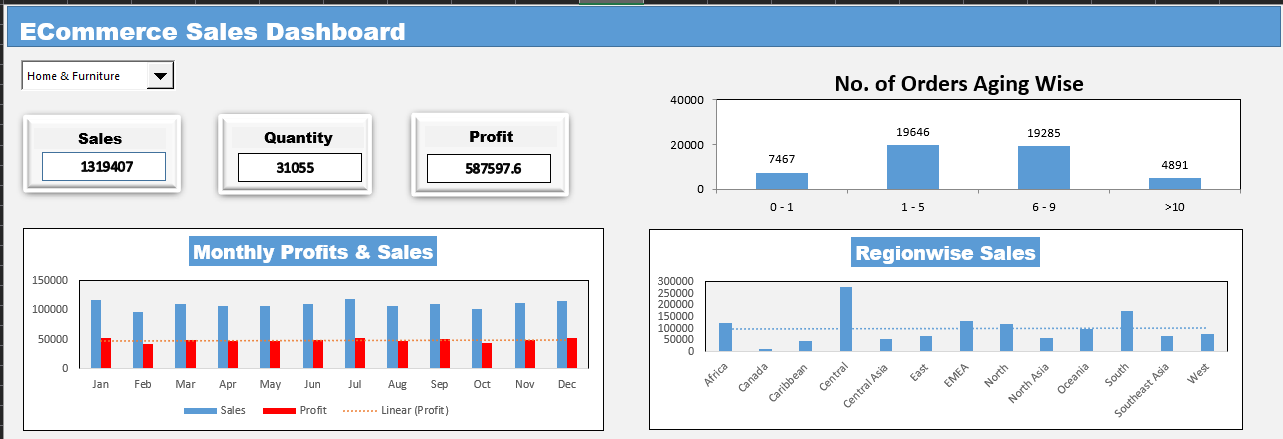 ECommerce Sales Dashboard
Home & Furniture
Sales
1319407
Quantity
31055
Profit
587597.6
No. of Orders Aging Wise
40000
20000
0
7467
19646
19285
4891
0 - 1
1 - 5
6 - 9
>10
Monthly Profits & Sales
150000
100000
50000
0
Jan Feb Mar Apr May Jun Jul Aug Sep Oct Nov Dec
Sales Profit Linear (Profit)
Regionwise Sales
300000
250000
200000
150000
100000
50000
0
Africa
Canada
Caribbean
Central
Central Asia
East
EMEA
North
North Asia
Oceania
South
Southeast Asia
West